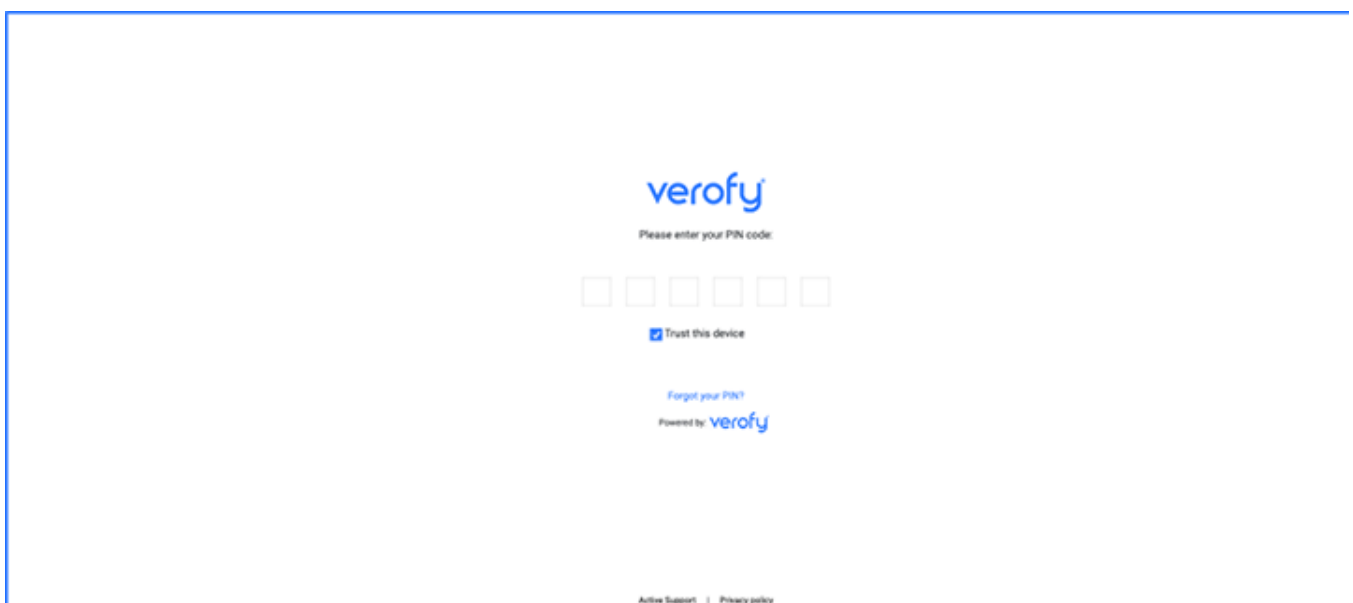 verofy
Please enter your PIN code:
Trust this device
Forgot your PIN?
Powered by: verofy
Active Support | Privacy policy